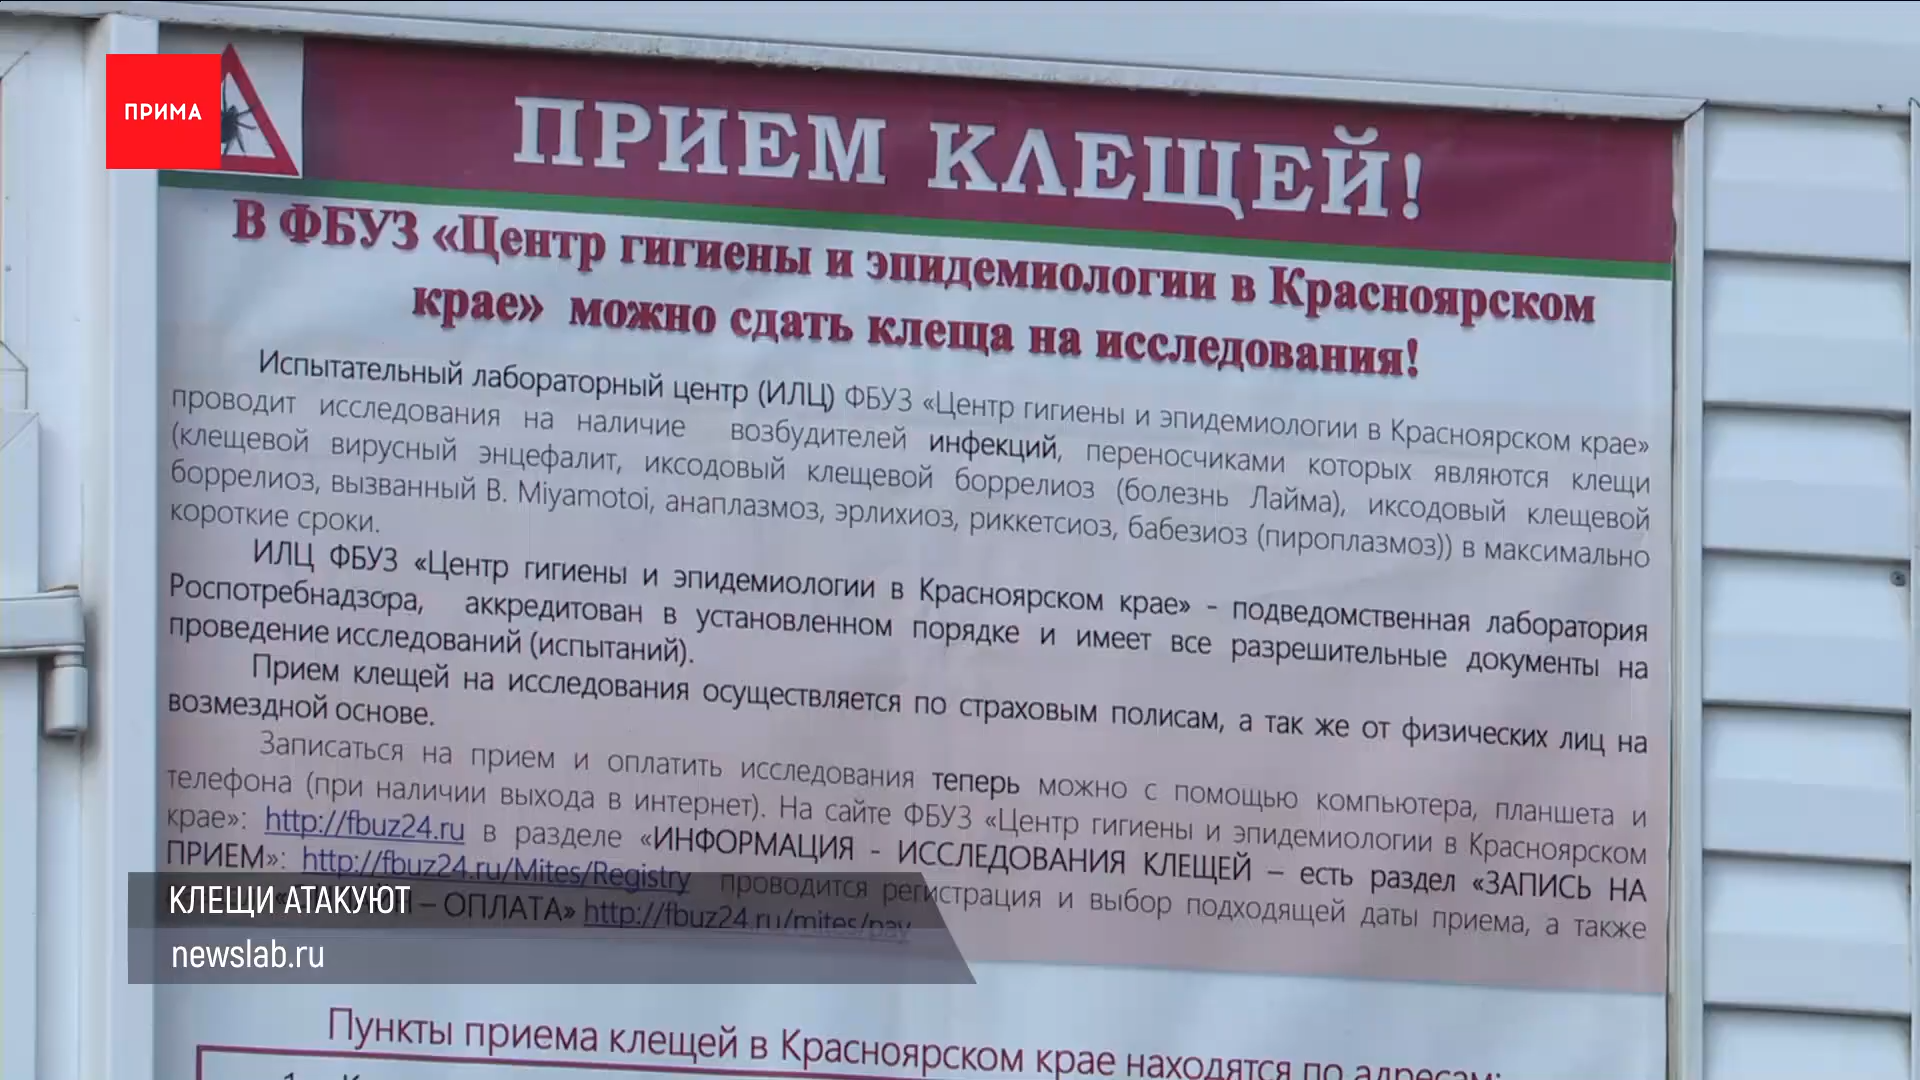 ПРИМА
ПРИЕМ КЛЕЩЕЙ!
В ФБУЗ «Центр гигиены и эпидемиологии в Красноярском
крае» можно сдать клеща на исследования!
Испытательный лабораторный центр (ИЛЦ) ФБУЗ «Центр гигиены и эпидемиологии в Красноярском крае»
проводит исследования на наличие возбудителей инфекций, переносчиками которых являются клещи
(клещевой вирусный энцефалит, иксодовый клещевой боррелиоз (болезнь Лайма), иксодовый клещевой
боррелиоз, вызванный B. Miyamotoi, анаплазмоз, эрлихиоз, риккетсиоз, бабезиоз (пироплазмоз)) в максимально
короткие сроки.
ИЛЦ ФБУЗ «Центр гигиены и эпидемиологии в Красноярском крае» - подведомственная лаборатория
Роспотребнадзора, аккредитован в установленном порядке и имеет все разрешительные документы на
проведение исследований (испытаний).
Прием клещей на исследования осуществляется по страховым полисам, а так же от физических лиц на
возмездной основе.
Записаться на прием и оплатить исследования теперь можно с помощью компьютера, планшета и
телефона (при наличии выхода в интернет). На сайте ФБУЗ «Центр гигиены и эпидемиологии в Красноярском
крае»: http://fbuz24.ru в разделе «ИНФОРМАЦИЯ - ИССЛЕДОВАНИЯ КЛЕЩЕЙ – есть раздел «ЗАПИСЬ НА
ПРИЕМ»: http://fbuz24.ru/Mites/Registry проводится регистрация и выбор подходящей даты приема, а также
– ОПЛАТА» http://fbuz24.ru/mites/pay
КЛЕЩИ АТАКУЮТ
newslab.ru
Пункты приема клещей в Красноярском крае находятся по адресам: